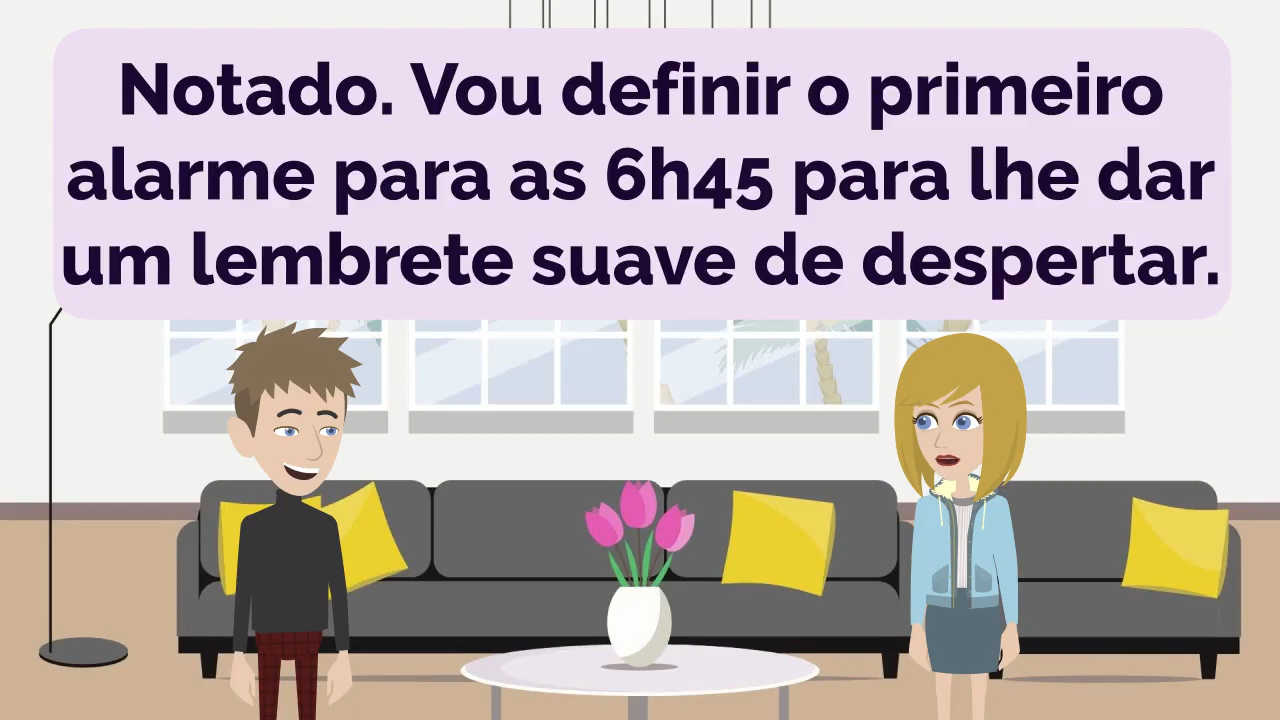 Notado. Vou definir o primeiro
alarme para as 6h45 para lhe dar
um lembrete suave de despertar.